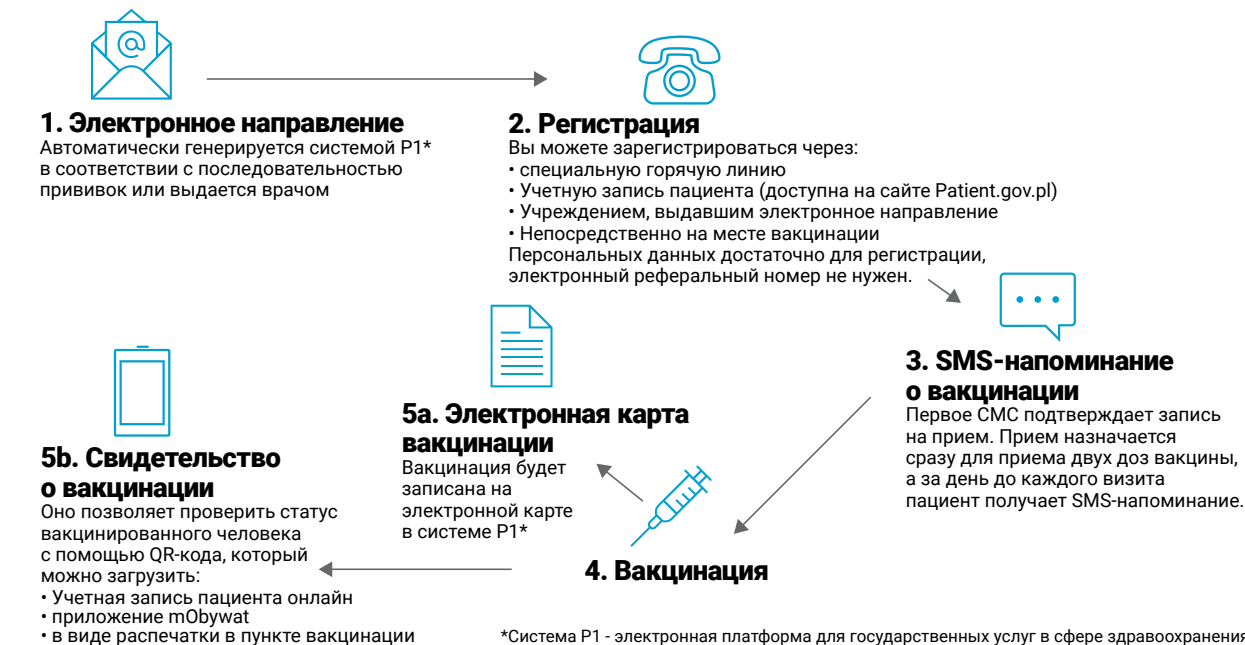 1. Электронное направление
Автоматически генерируется системой P1*
в соответствии с последовательностью
прививок или выдается врачом
2. Регистрация
Вы можете зарегистрироваться через:
• специальную горячую линию
• Учетную запись пациента (доступна на сайте Patient.gov.pl)
• Учреждением, выдавшим электронное направление
• Непосредственно на месте вакцинации
Персональных данных достаточно для регистрации,
электронный реферальный номер не нужен.
3. SMS-напоминание
о вакцинации
Первое СМС подтверждает запись
на прием. Прием назначается
сразу для приема двух доз вакцины,
а за день до каждого визита
пациент получает SMS-напоминание.
4. Вакцинация
5a. Электронная карта
вакцинации
Вакцинация будет
записана на
электронной карте
в системе P1*
5b. Свидетельство
о вакцинации
Оно позволяет проверить статус
вакцинированного человека
с помощью QR-кода, который
можно загрузить:
• Учетная запись пациента онлайн
• приложение mObywat
• в виде распечатки в пункте вакцинации
*Система P1 - электронная платформа для государственных услуг в сфере здравоохранения